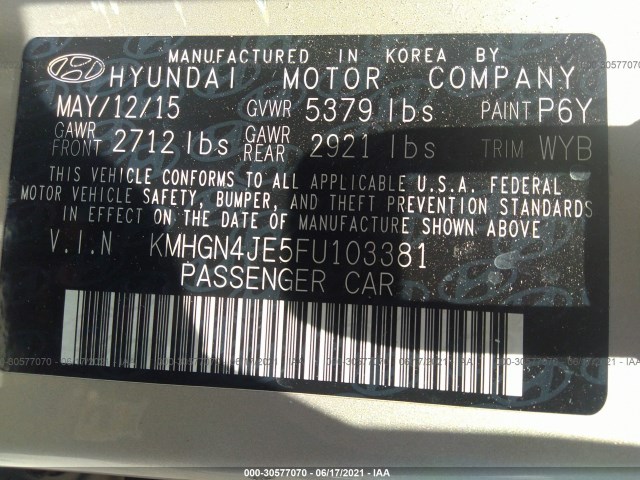 MANUFACTURED IN KOREA BY
HYUNDAI MOTOR COMPANY
MAY/12/15 GVWR 5379 lbs PAINT P6Y
GAWR FRONT 2712 lbs GAWR REAR 2921 lbs TRIM WYB
THIS VEHICLE CONFORMS TO ALL APPLICABLE U.S.A. FEDERAL
MOTOR VEHICLE SAFETY, BUMPER, AND THEFT PREVENTION STANDARDS
IN EFFECT ON THE DATE OF MANUFACTURE SHOWN ABOVE
V.I.N KMHGN4JE5FU103381
PASSENGER CAR
000-30577070 - 06/17/2021 - IAA